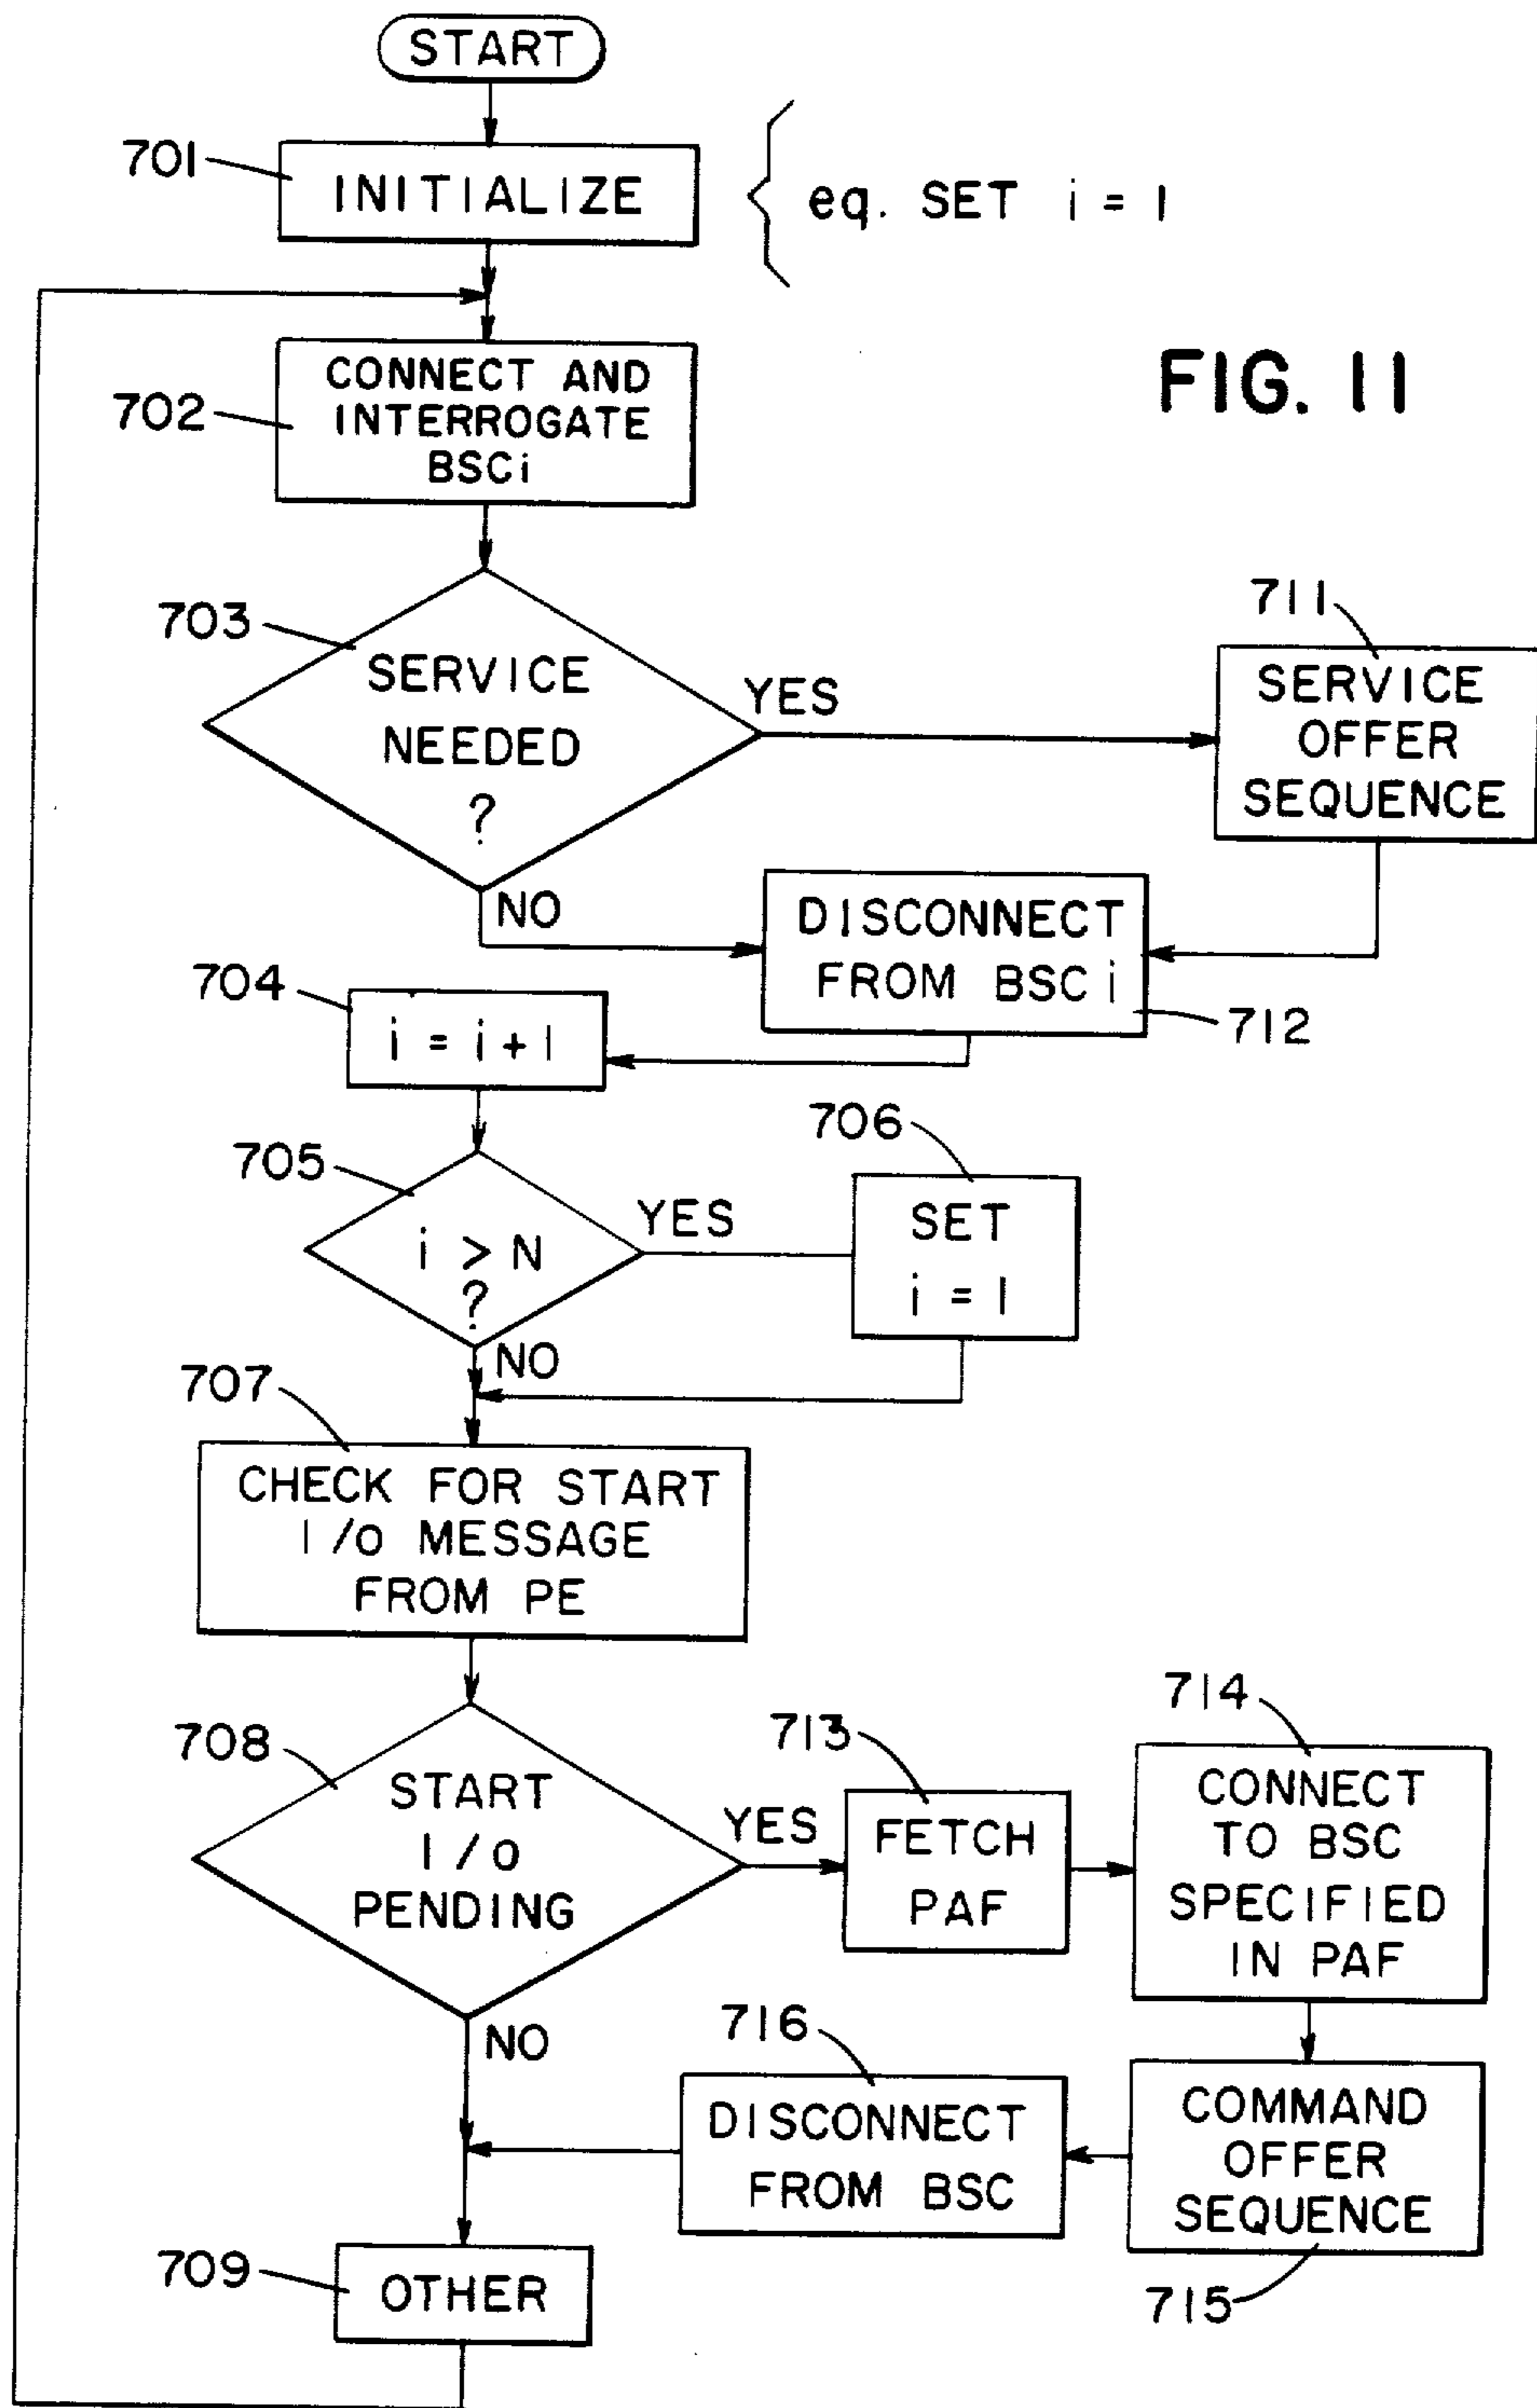 START
701
INITIALIZE
eq. SET i = 1
FIG. 11
702
CONNECT AND
INTERROGATE
BSCi
703
SERVICE
NEEDED
?
YES
711
SERVICE
OFFER
SEQUENCE
NO
DISCONNECT
FROM BSC i
712
704
i = i + 1
705
i > N
?
YES
706
SET
i = 1
NO
707
CHECK FOR START
I/O MESSAGE
FROM PE
708
START
I/O
PENDING
YES
713
FETCH
PAF
714
CONNECT
TO BSC
SPECIFIED
IN PAF
NO
716
DISCONNECT
FROM BSC
COMMAND
OFFER
SEQUENCE
715
709
OTHER